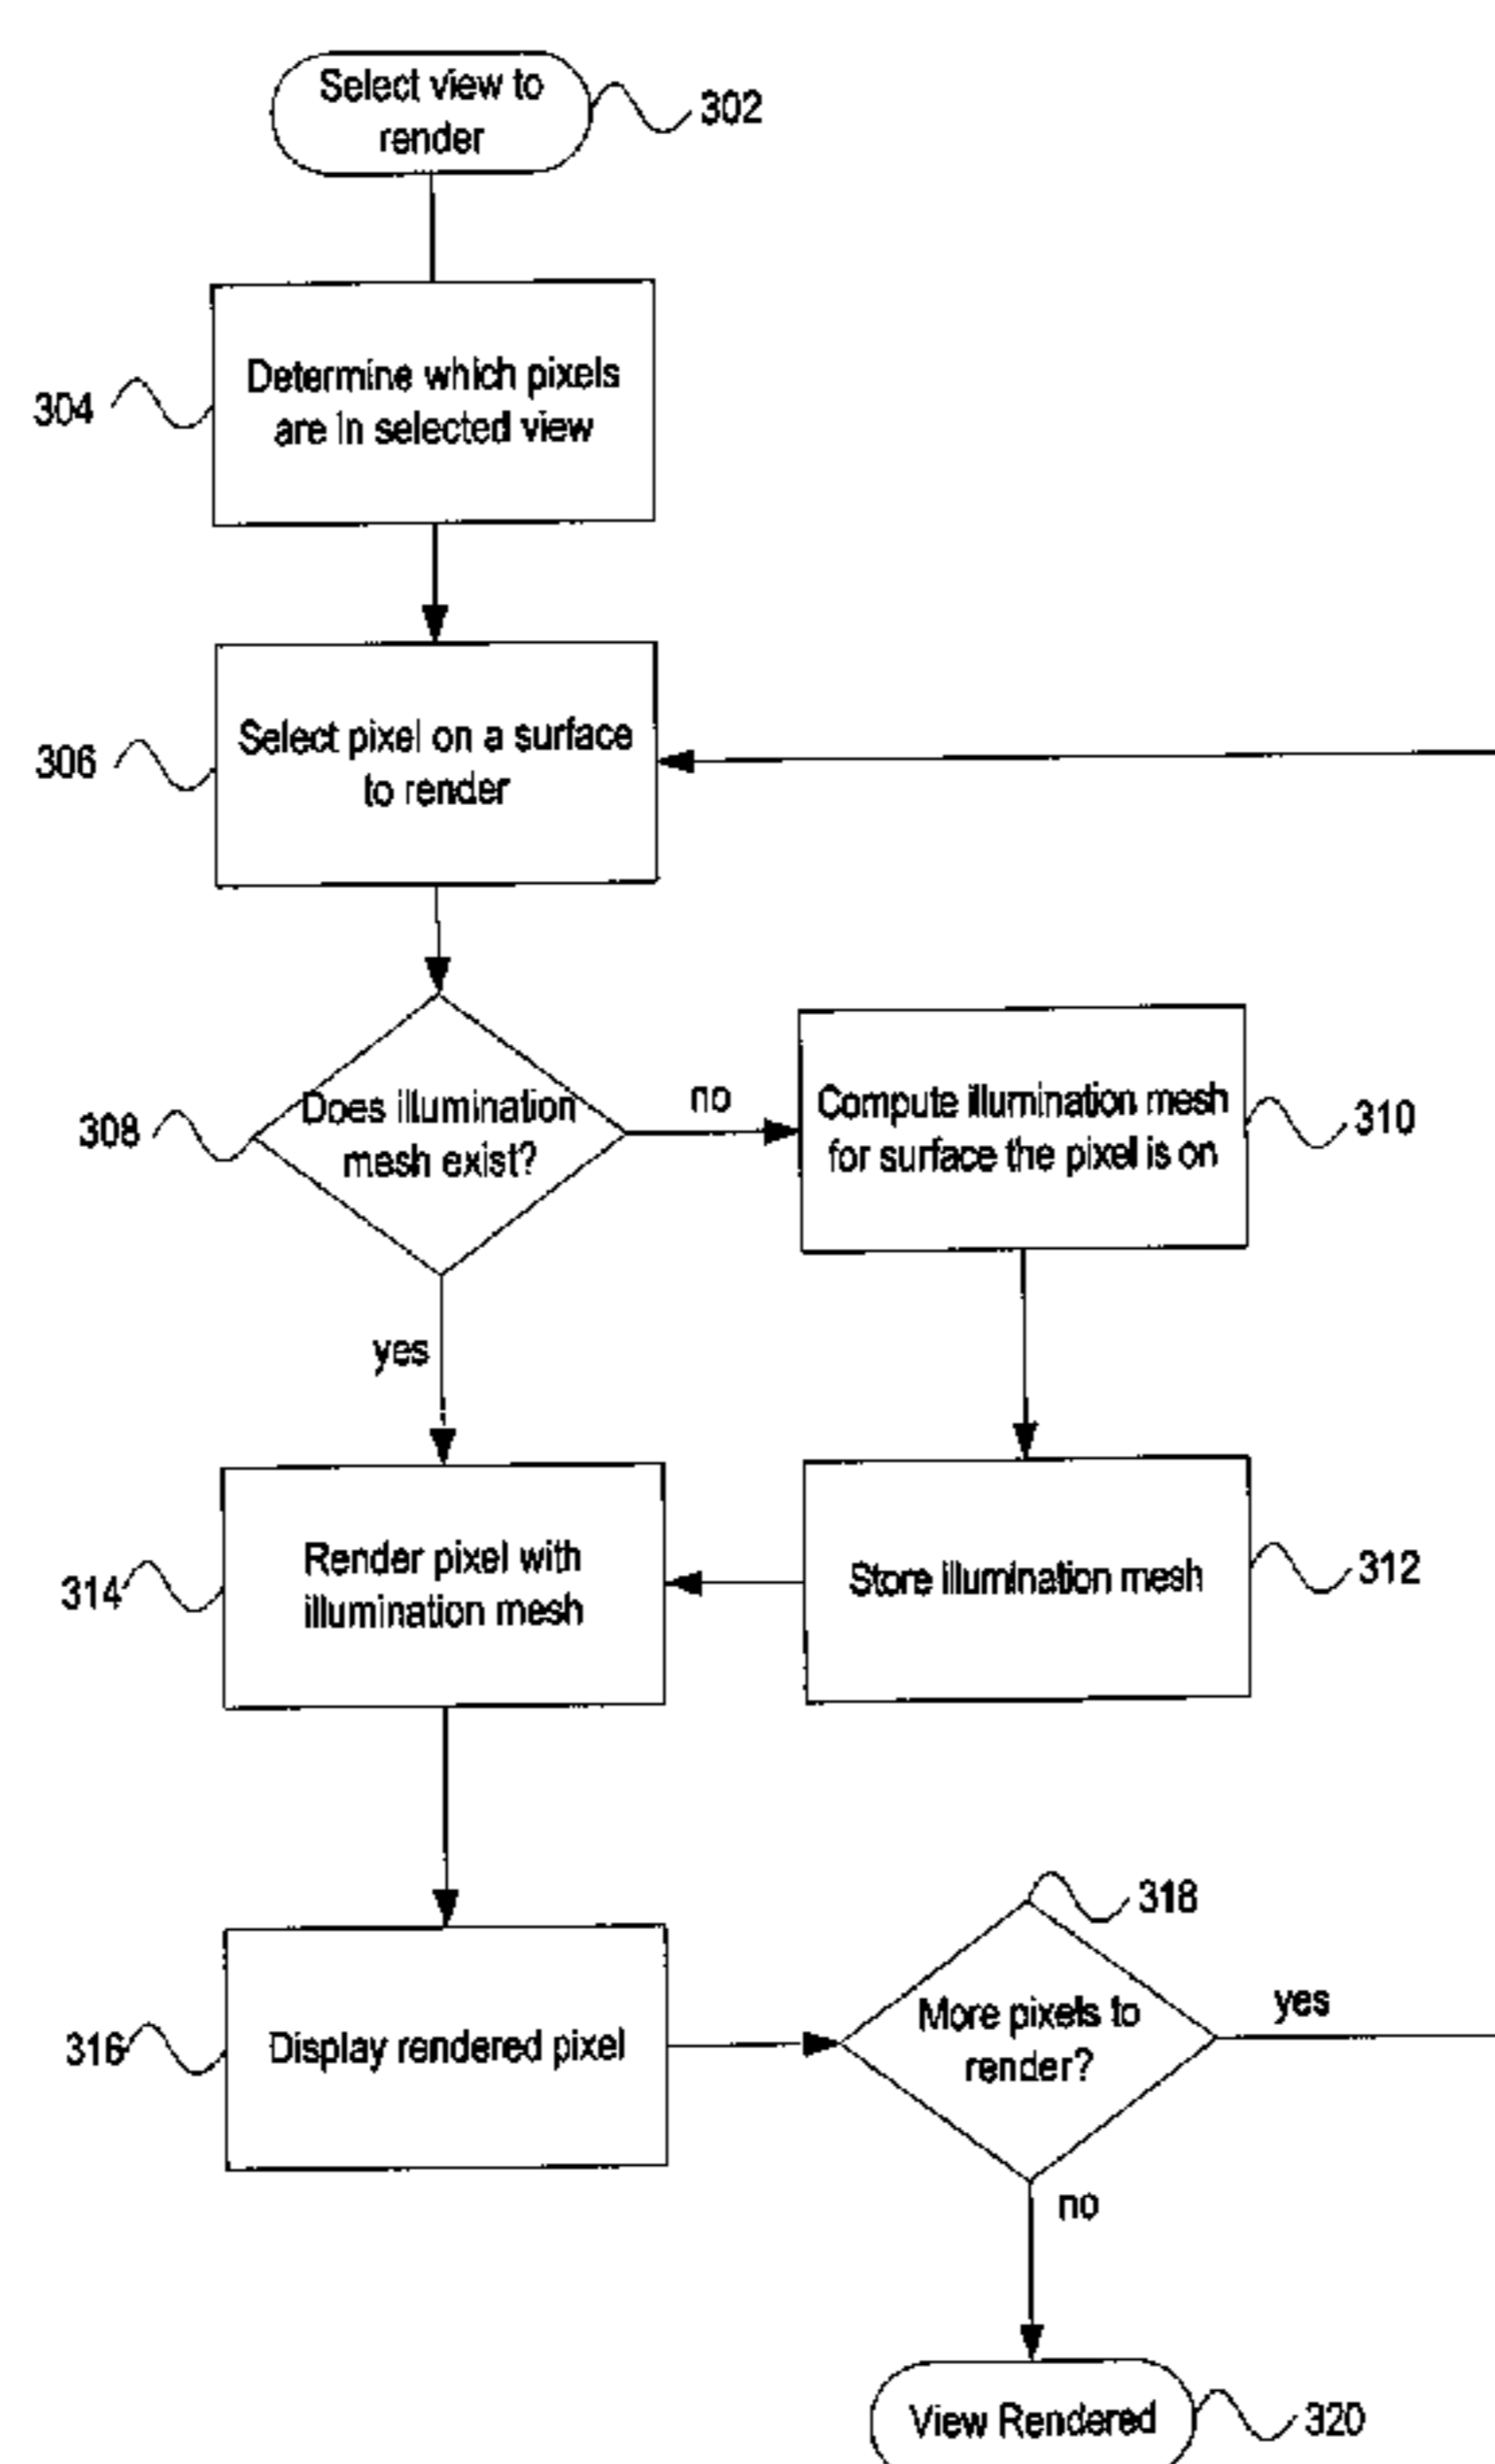 Select view to
render
302
Determine which pixels
are in selected view
304
Select pixel on a surface
to render
306
Does illumination
mesh exist?
308
no
Compute illumination mesh
for surface the pixel is on
310
yes
Render pixel with
illumination mesh
314
Store illumination mesh
312
318
Display rendered pixel
316
More pixels to
render?
yes
no
View Rendered
320